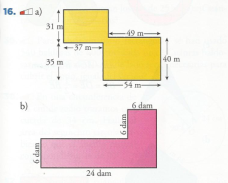 16. a)
31 m
49 m
37 m
35 m
40 m
54 m
b)
6 dam
6 dam
6 dam
24 dam